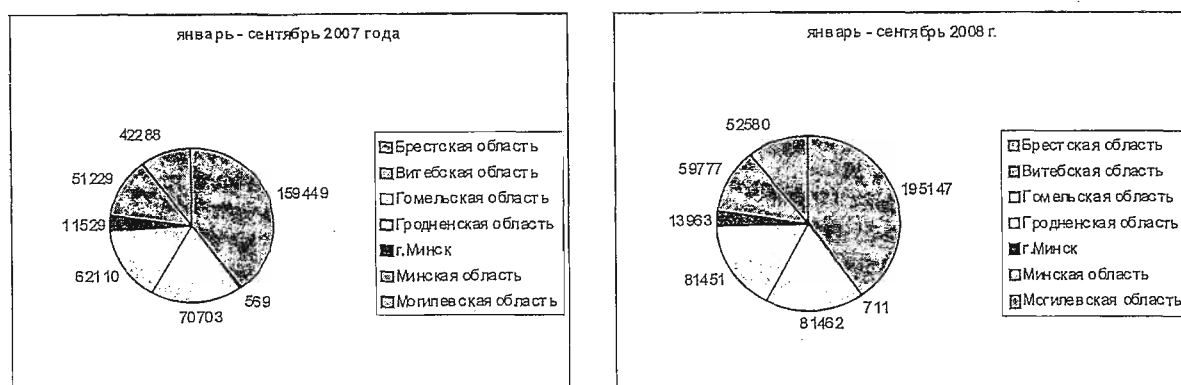 январь - сентябрь 2007 года
42288
51229
11529
62110
70703
569
159449
Брестская область
Витебская область
Гомельская область
Гродненская область
г.Минск
Минская область
Могилевская область
январь - сентябрь 2008 г.
52580
59777
13963
81451
81462
711
195147
Брестская область
Витебская область
Гомельская область
Гродненская область
г.Минск
Минская область
Могилевская область